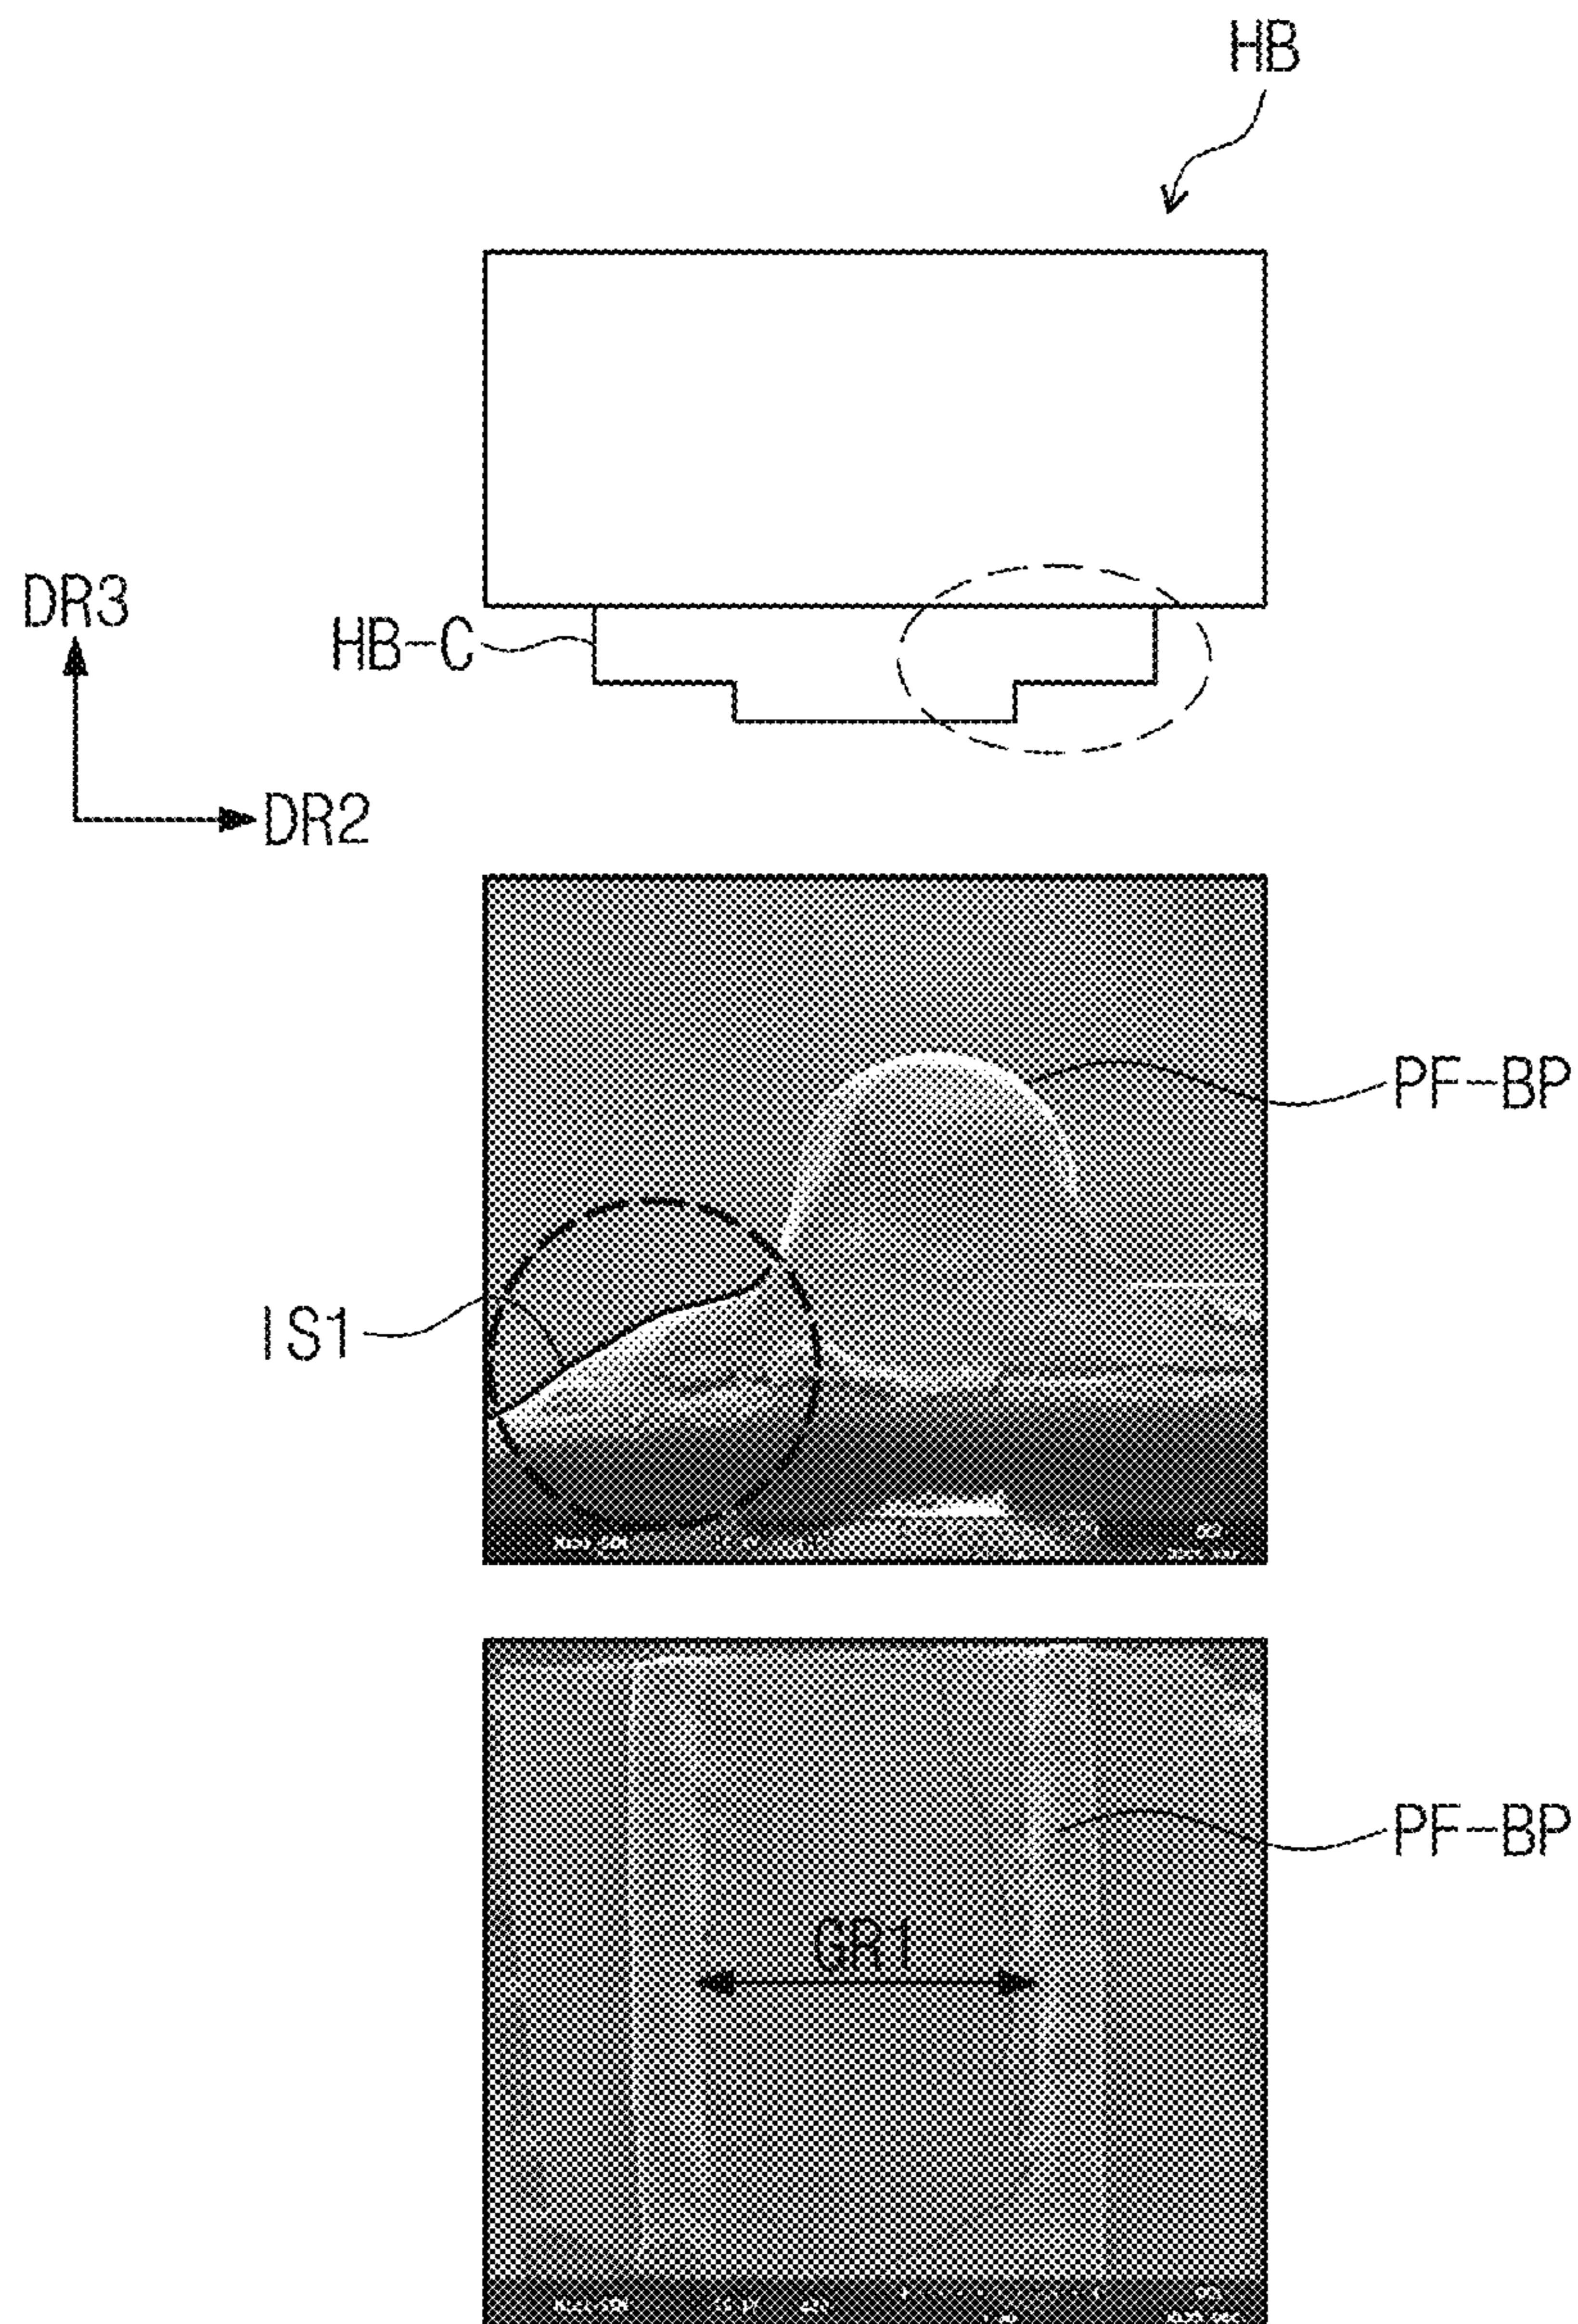 HB
DR3
HB-C
DR2
PF-BP
IS1
PF-BP
GR1